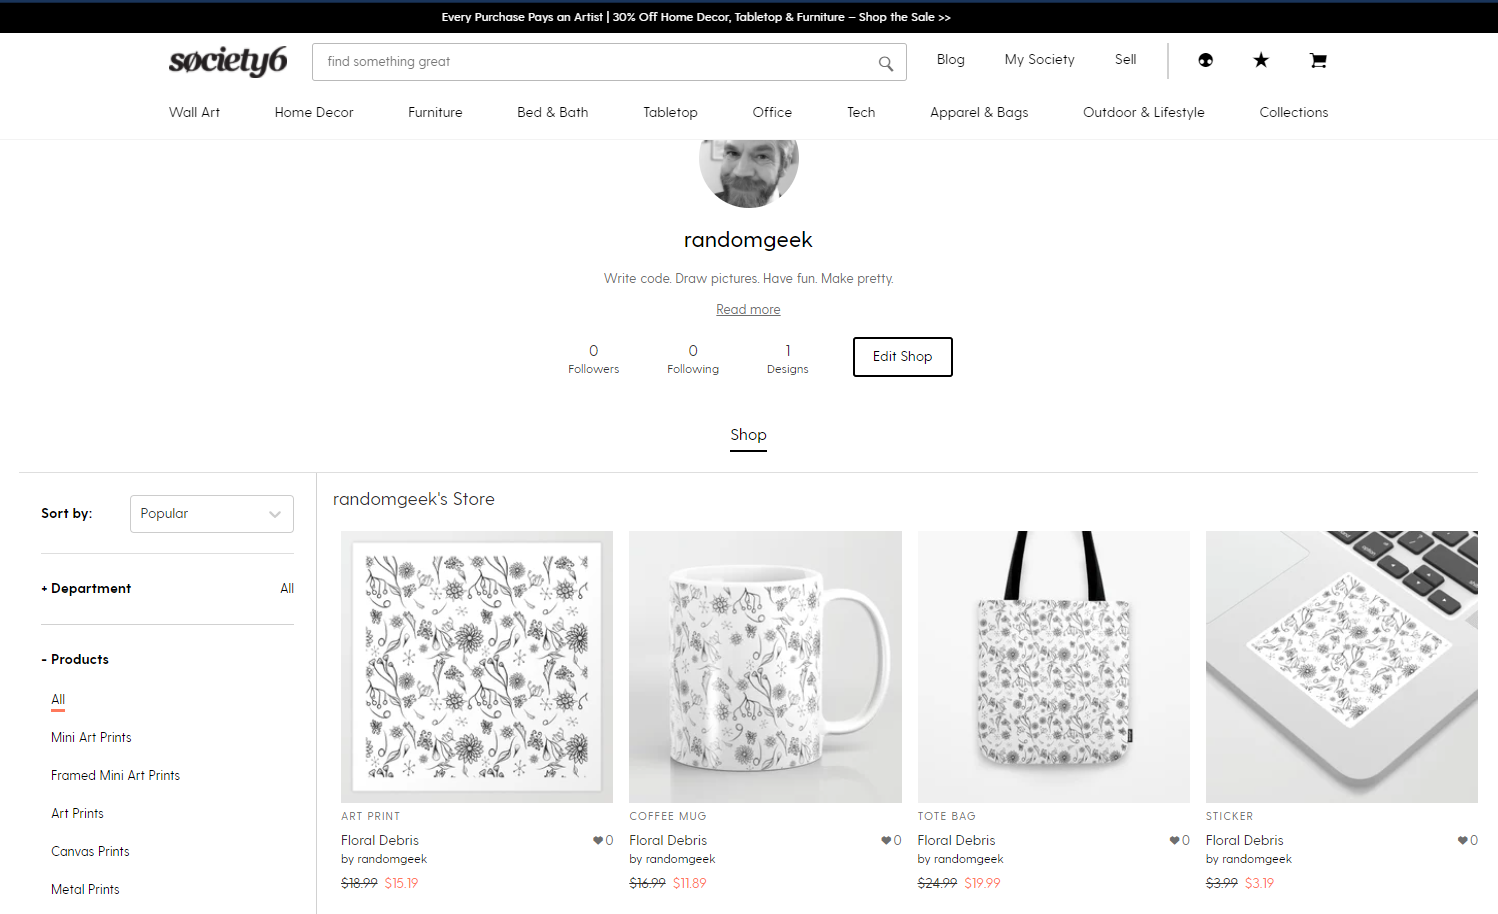 Every Purchase Pays an Artist | 30% Off Home Decor, Tabletop & Furniture – Shop the Sale >>
søciety6
find something great
Blog
My Society
Sell
Wall Art
Home Decor
Furniture
Bed & Bath
Tabletop
Office
Tech
Apparel & Bags
Outdoor & Lifestyle
Collections
randomgeek
Write code. Draw pictures. Have fun. Make pretty.
Read more
0
Followers
0
Following
1
Designs
Edit Shop
Shop
Sort by:
Popular
+ Department
All
- Products
All
Mini Art Prints
Framed Mini Art Prints
Art Prints
Canvas Prints
Metal Prints
randomgeek's Store
ART PRINT
Floral Debris
0
by randomgeek
$18.99 $15.19
COFFEE MUG
Floral Debris
0
by randomgeek
$16.99 $11.89
TOTE BAG
Floral Debris
0
by randomgeek
$24.99 $19.99
STICKER
Floral Debris
0
by randomgeek
$3.99 $3.19